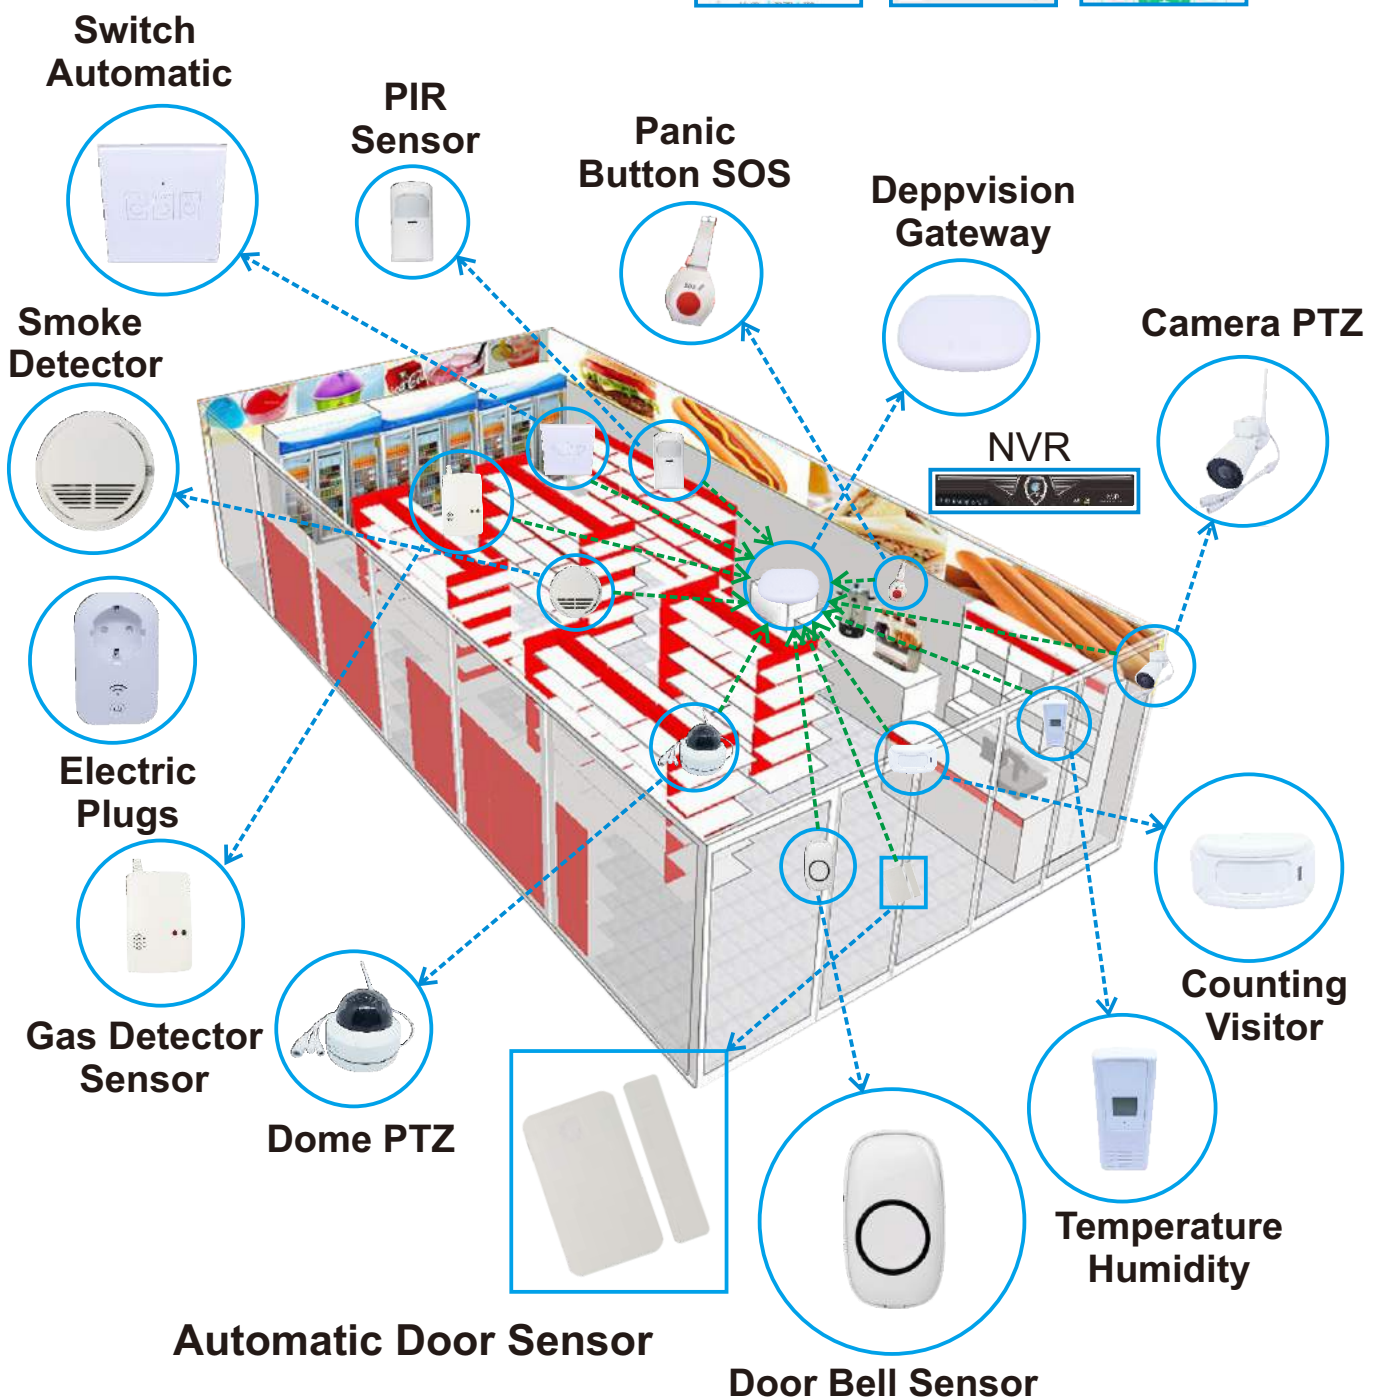 Switch
Automatic
PIR
Sensor
Panic
Button SOS
Deppvision
Gateway
Camera PTZ
Smoke
Detector
SOS
NVR
Electric
Plugs
Gas Detector
Sensor
Dome PTZ
Counting
Visitor
Temperature
Humidity
Automatic Door Sensor
Door Bell Sensor